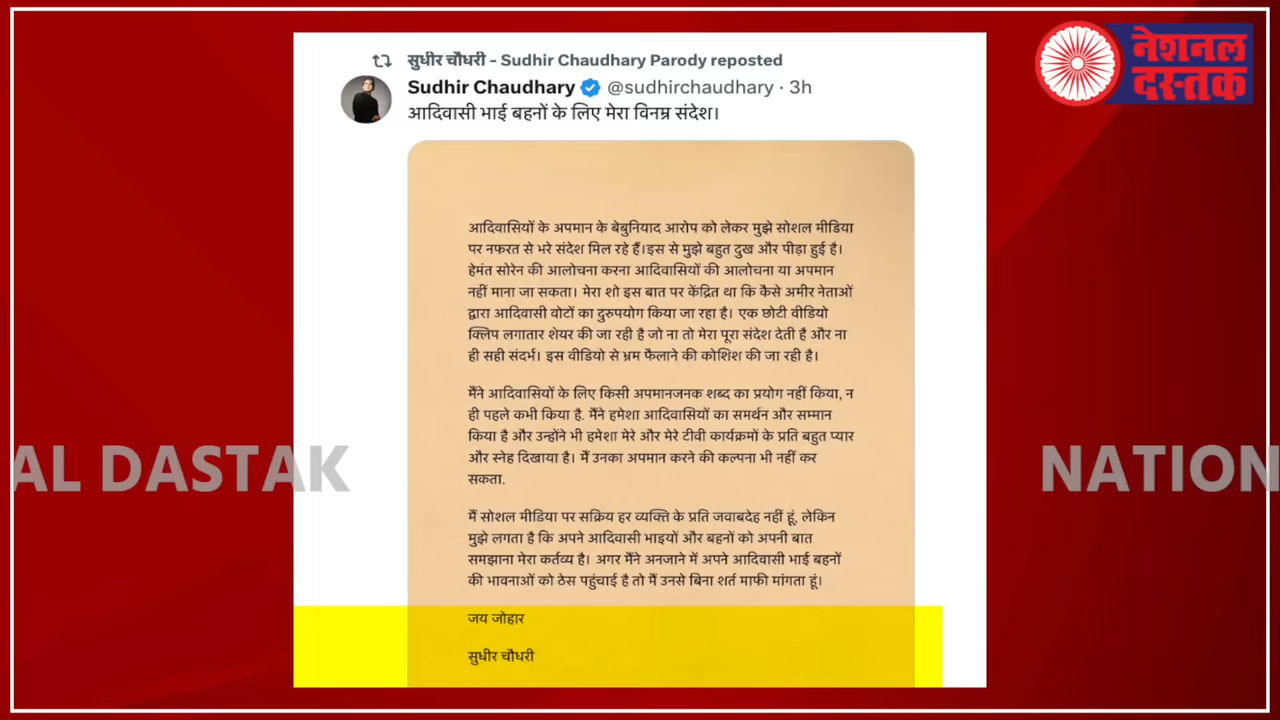 सुधीर चौधरी - Sudhir Chaudhary Parody reposted
Sudhir Chaudhary @sudhirchaudhary · 3h
आदिवासी भाई बहनों के लिए मेरा विनम्र संदेश।
आदिवासियों के अपमान के बेबुनियाद आरोप को लेकर मुझे सोशल मीडिया
पर नफरत से भरे संदेश मिल रहे हैं।इस से मुझे बहुत दुख और पीड़ा हुई है।
हेमंत सोरेन की आलोचना करना आदिवासियों की आलोचना या अपमान
नहीं माना जा सकता। मेरा शो इस बात पर केंद्रित था कि कैसे अमीर नेताओं
द्वारा आदिवासी वोटों का दुरुपयोग किया जा रहा है। एक छोटी वीडियो
क्लिप लगातार शेयर की जा रही है जो ना तो मेरा पूरा संदेश देती है और ना
ही सही संदर्भ। इस वीडियो से भ्रम फैलाने की कोशिश की जा रही है।
मैंने आदिवासियों के लिए किसी अपमानजनक शब्द का प्रयोग नहीं किया, न
ही पहले कभी किया है. मैंने हमेशा आदिवासियों का समर्थन और सम्मान
किया है और उन्होंने भी हमेशा मेरे और मेरे टीवी कार्यक्रमों के प्रति बहुत प्यार
और स्नेह दिखाया है। मैं उनका अपमान करने की कल्पना भी नहीं कर
सकता.
मैं सोशल मीडिया पर सक्रिय हर व्यक्ति के प्रति जवाबदेह नहीं हूं, लेकिन
मुझे लगता है कि अपने आदिवासी भाइयों और बहनों को अपनी बात
समझाना मेरा कर्तव्य है। अगर मैंने अनजाने में अपने आदिवासी भाई बहनों
की भावनाओं को ठेस पहुंचाई है तो मैं उनसे बिना शर्त माफी मांगता हूं।
जय जोहार
सुधीर चौधरी
नेशनल
दस्तक
AL DASTAK
NATION